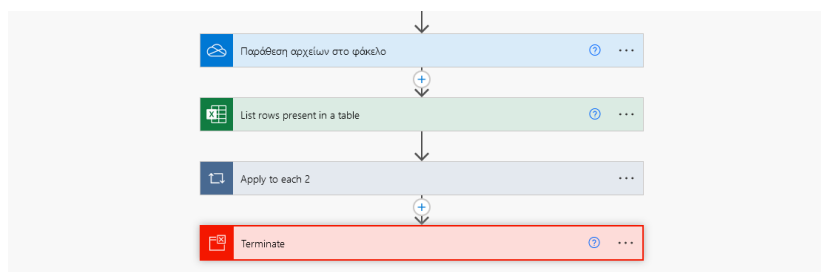 Παράθεση αρχείων στο φάκελο
List rows present in a table
Apply to each 2
Terminate